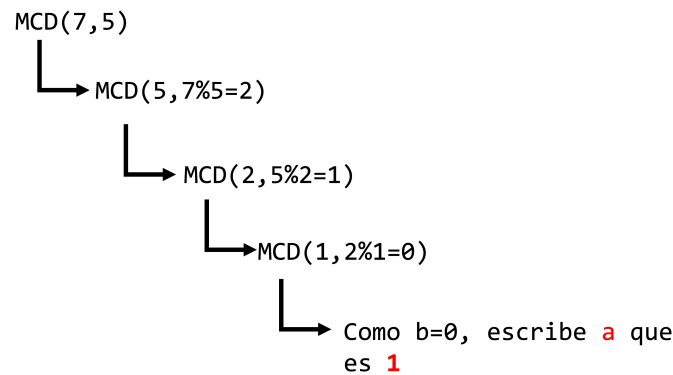 MCD(7,5)
MCD(5,7%5=2)
MCD(2,5%2=1)
MCD(1,2%1=0)
Como b=0, escribe a que
es 1